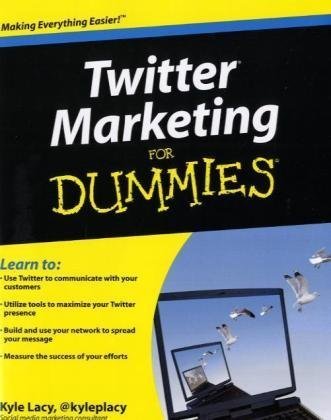 Making Everything Easier!™
Twitter®
Marketing
FOR
DUMMIES®
Learn to:
• Use Twitter to communicate with your
customers
• Utilize tools to maximize your Twitter
presence
• Build and use your network to spread
your message
• Measure the success of your efforts
Kyle Lacy, @kyleplacy
Social media marketing consultant